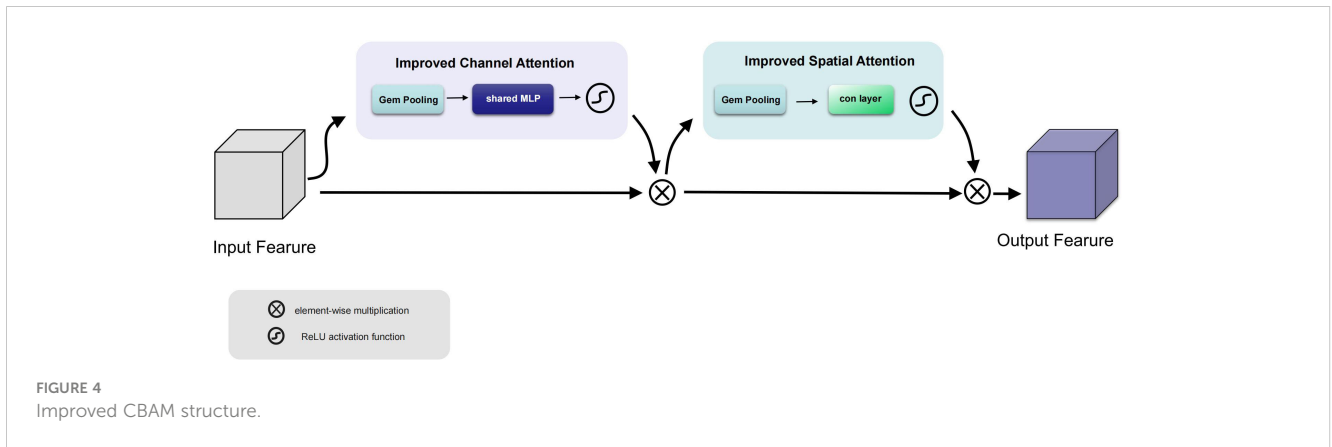 Improved Channel Attention
Gem Pooling
shared MLP
Improved Spatial Attention
Gem Pooling
con layer
Input Fearure
Output Fearure
element-wise multiplication
ReLU activation function
FIGURE 4
Improved CBAM structure.